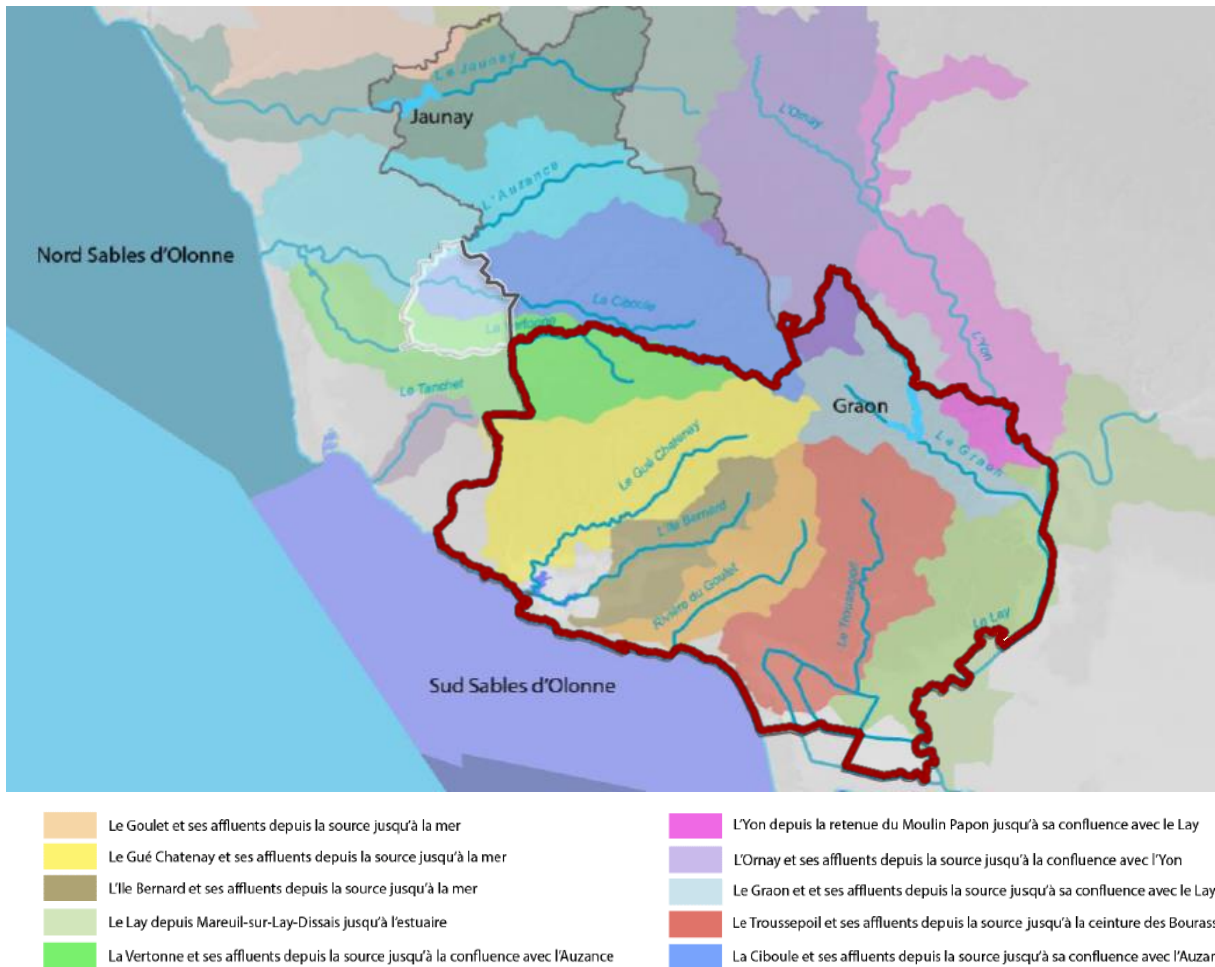 Le Jaunay
Jaunay
L'Ornay
L'Auzance
Nord Sables d'Olonne
La Ciboule
L'Yon
Le Tanchet
Graon
Le Graon
Le Gué Chatenay
L'Ile Bernard
Rivière du Goulet
Le Troussepoil
Le Lay
Sud Sables d'Olonne
Le Goulet et ses affluents depuis la source jusqu'à la mer
Le Gué Chatenay et ses affluents depuis la source jusqu'à la mer
L'Ile Bernard et ses affluents depuis la source jusqu'à la mer
Le Lay depuis Mareuil-sur-Lay-Dissais jusqu'à l'estuaire
La Vertonne et ses affluents depuis la source jusqu'à la confluence avec l'Auzance
L'Yon depuis la retenue du Moulin Papon jusqu'à sa confluence avec le Lay
L'Ornay et ses affluents depuis la source jusqu'à la confluence avec l'Yon
Le Graon et et ses affluents depuis la source jusqu'à sa confluence avec le Lay
Le Troussepoil et ses affluents depuis la source jusqu'à la ceinture des Bourass
La Ciboule et ses affluents depuis la source jusqu'à sa confluence avec l'Auzar